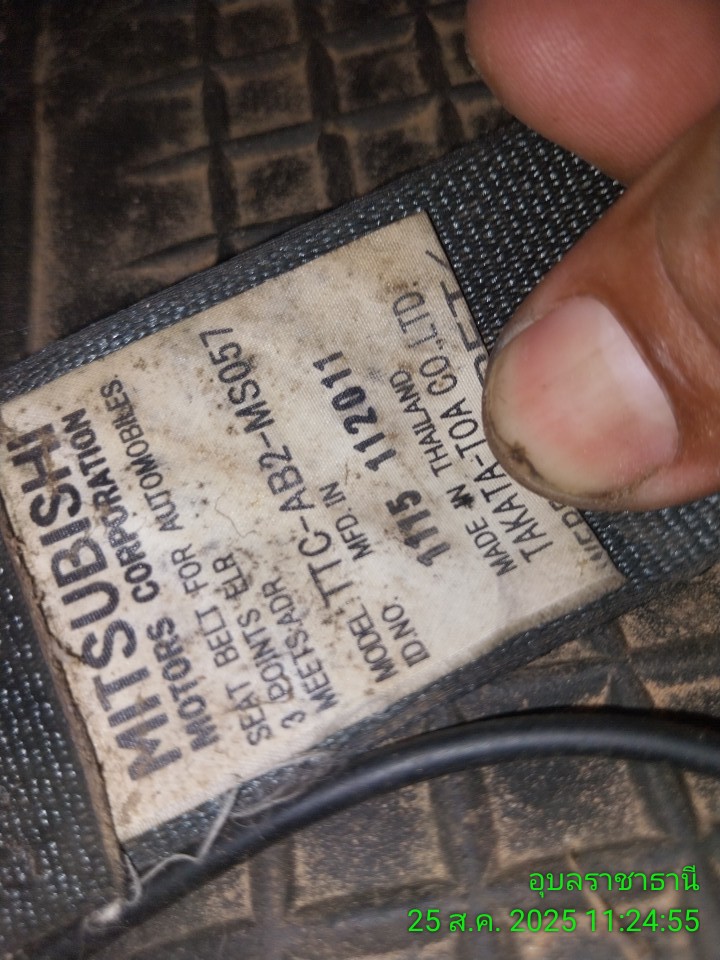 MITSUBISHI
MOTORS CORPORATION
SEAT BELT FOR AUTOMOBILES.
3 POINTS ELR
MEETS ADR
MODEL: TTC-AB2-MS057
ID.NO. MFD. IN
1115 112011
MADE IN THAILAND
TAKATA-TOA CO.,LTD.
อุบลราชาธานี
25 ส.ค. 2025 11:24:55